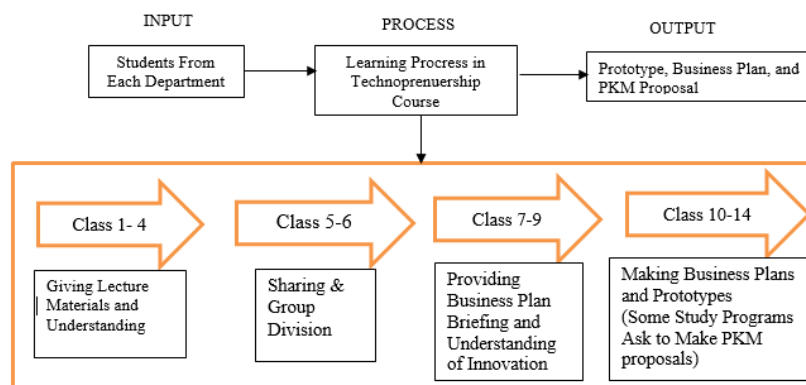 INPUT
PROCESS
OUTPUT
Students From
Each Department
Learning Procress in
Technoprenuership
Course
Prototype, Business Plan, and
PKM Proposal
Class 1- 4
Class 5-6
Class 7-9
Class 10-14
Giving Lecture
Materials and
Understanding
Sharing &
Group
Division
Providing
Business Plan
Briefing and
Understanding
of Innovation
Making Business Plans
and Prototypes
(Some Study Programs
Ask to Make PKM
proposals)